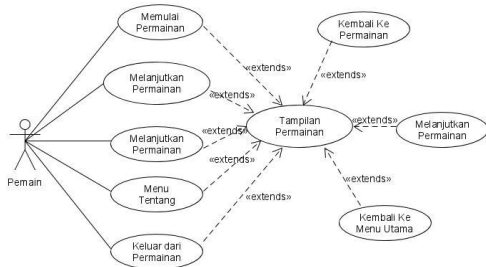 Memulai
Permainan
Kembali Ke
Permainan
«extends»
«extends»
Melanjutkan
Permainan
«extends»
Tampilan
Permainan
«extends»
Melanjutkan
Permainan
Melanjutkan
Permainan
«extends»
«extends»
Pemain
Menu
Tentang
«extends»
«extends»
Kembali Ke
Menu Utama
Keluar dari
Permainan